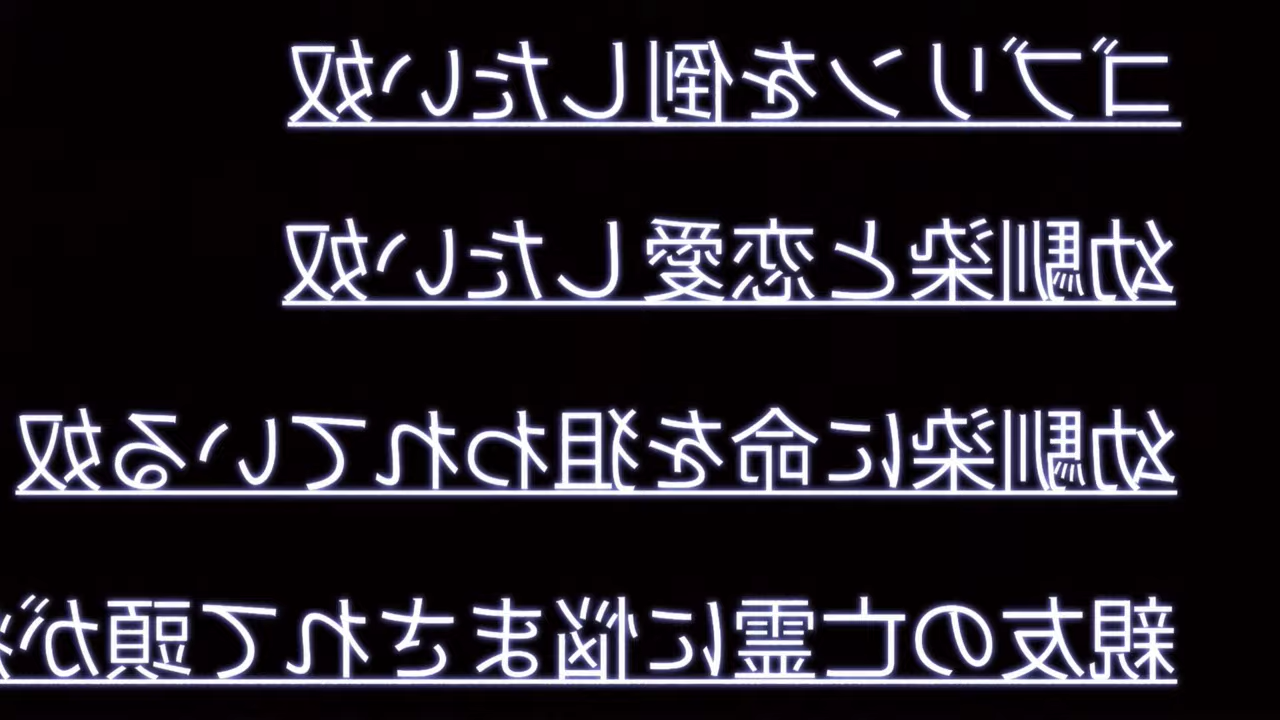 ゴブリンを倒したい奴
幼馴染と恋愛したい奴
幼馴染に命を狙われている奴
親友の亡霊に悩まされて頭が